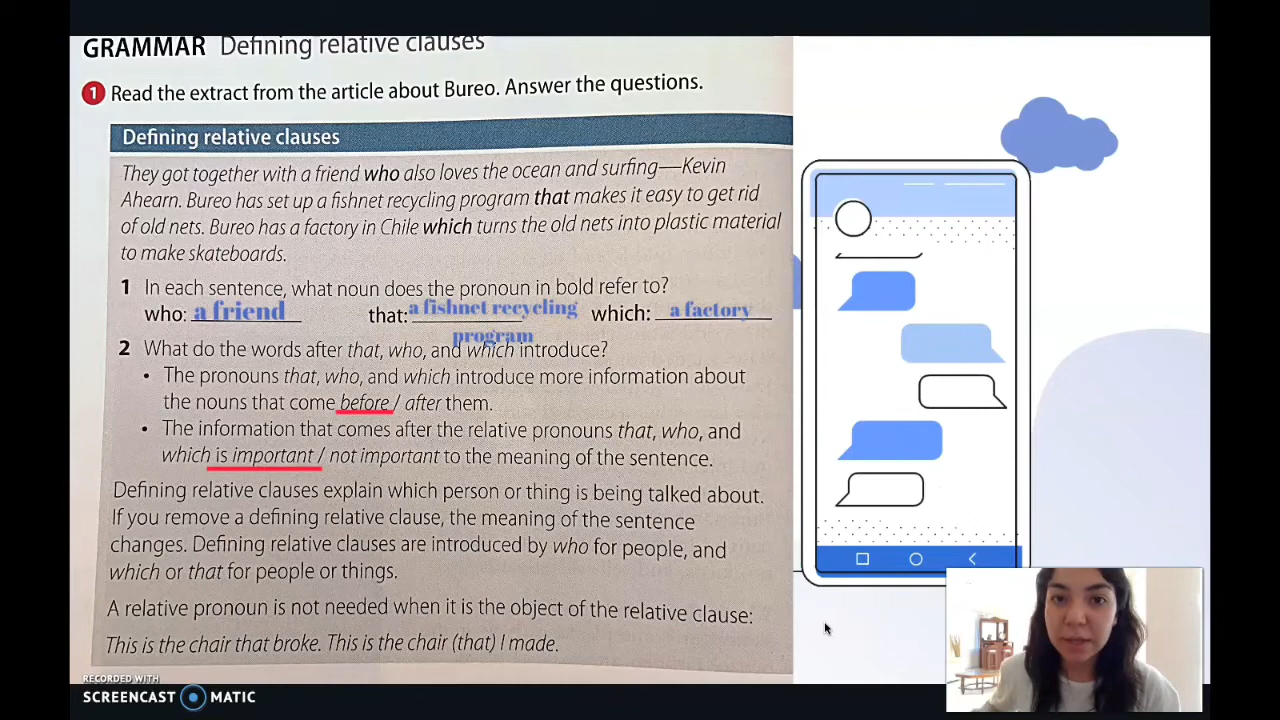 GRAMMAR Defining relative clauses
1 Read the extract from the article about Bureo. Answer the questions.
Defining relative clauses
They got together with a friend who also loves the ocean and surfing—Kevin
Ahearn. Bureo has set up a fishnet recycling program that makes it easy to get rid
of old nets. Bureo has a factory in Chile which turns the old nets into plastic material
to make skateboards.
1 In each sentence, what noun does the pronoun in bold refer to?
who: a friend that: a fishnet recycling which: a factory
program
2 What do the words after that, who, and which introduce?
• The pronouns that, who, and which introduce more information about
the nouns that come before / after them.
• The information that comes after the relative pronouns that, who, and
which is important / not important to the meaning of the sentence.
Defining relative clauses explain which person or thing is being talked about.
If you remove a defining relative clause, the meaning of the sentence
changes. Defining relative clauses are introduced by who for people, and
which or that for people or things.
A relative pronoun is not needed when it is the object of the relative clause:
This is the chair that broke. This is the chair (that) I made.
RECORDED WITH
SCREENCAST MATIC